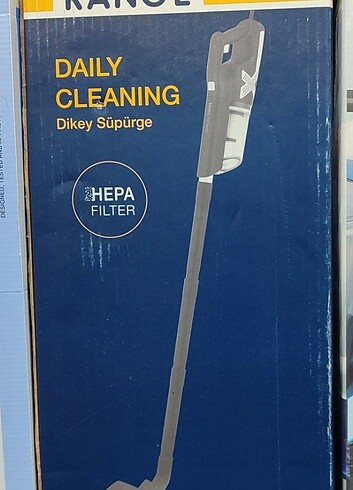 RANGE
DAILY
CLEANING
Dikey Süpürge
HEPA
FILTER